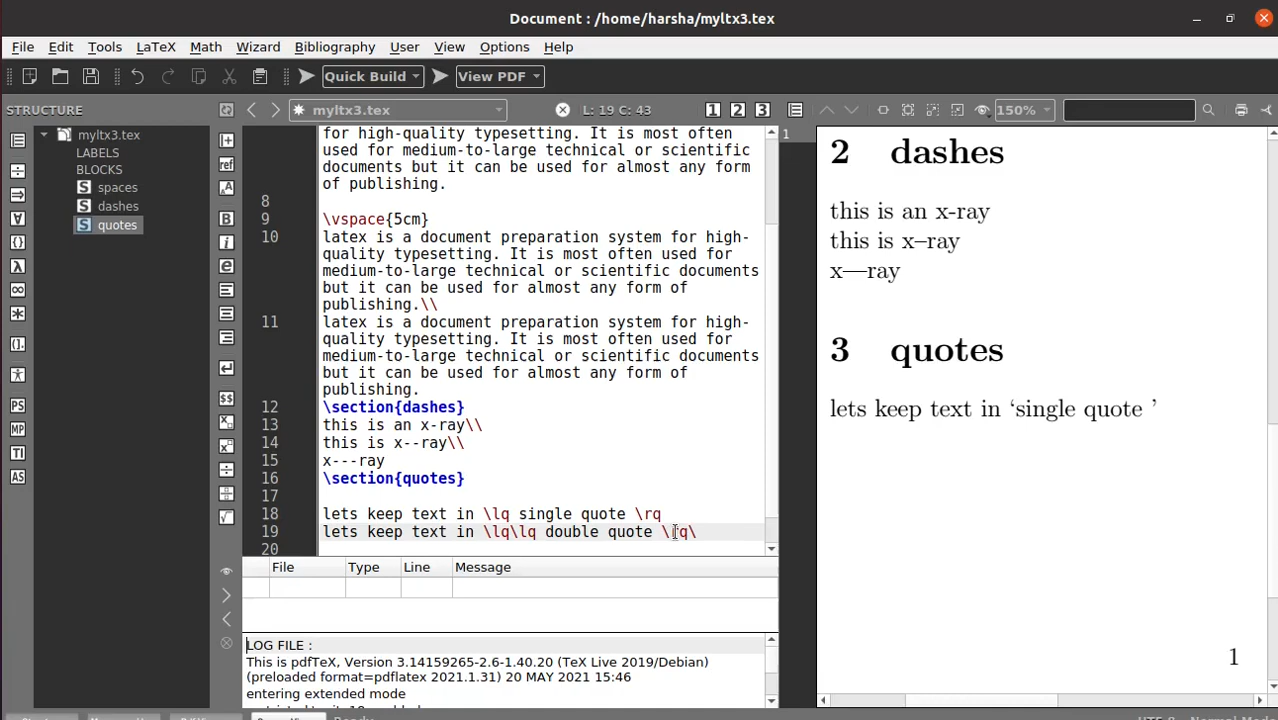 Document : /home/harsha/myltx3.tex
File Edit Tools LaTeX Math Wizard Bibliography User View Options Help
Quick Build View PDF
STRUCTURE
myltx3.tex
L: 19 C: 43
1 2 3
150%
myltx3.tex
LABELS
BLOCKS
spaces
dashes
quotes
ref
A
B
i
e
$$
PS
MP
TI
AS
for high-quality typesetting. It is most often
used for medium-to-large technical or scientific
documents but it can be used for almost any form
of publishing.
8
9 \vspace{5cm}
10 latex is a document preparation system for high-
quality typesetting. It is most often used for
medium-to-large technical or scientific documents
but it can be used for almost any form of
publishing.\\
11 latex is a document preparation system for high-
quality typesetting. It is most often used for
medium-to-large technical or scientific documents
but it can be used for almost any form of
publishing.
12 \section{dashes}
13 this is an x-ray\\
14 this is x--ray\\
15 x---ray
16 \section{quotes}
17
18 lets keep text in \lq single quote \rq
19 lets keep text in \lq\lq double quote \rq\
20
File Type Line Message
LOG FILE :
This is pdfTeX, Version 3.14159265-2.6-1.40.20 (TeX Live 2019/Debian)
(preloaded format=pdflatex 2021.1.31) 20 MAY 2021 15:46
entering extended mode
1
2 dashes
this is an x-ray
this is x–ray
x—ray
3 quotes
lets keep text in ‘single quote ’
1